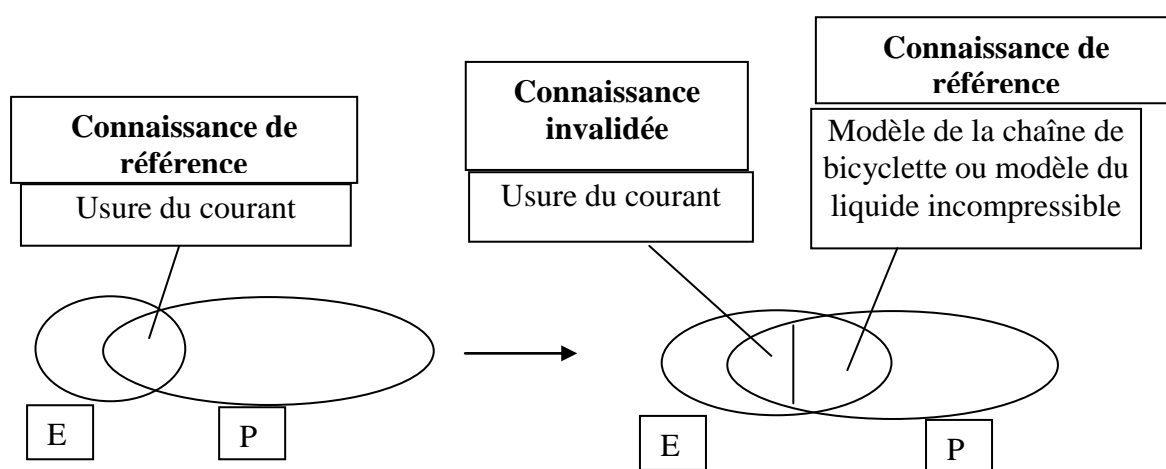 Connaissance de
référence
Usure du courant
E
P
Connaissance
invalidée
Usure du courant
Connaissance de
référence
Modèle de la chaîne de
bicyclette ou modèle du
liquide incompressible
E
P